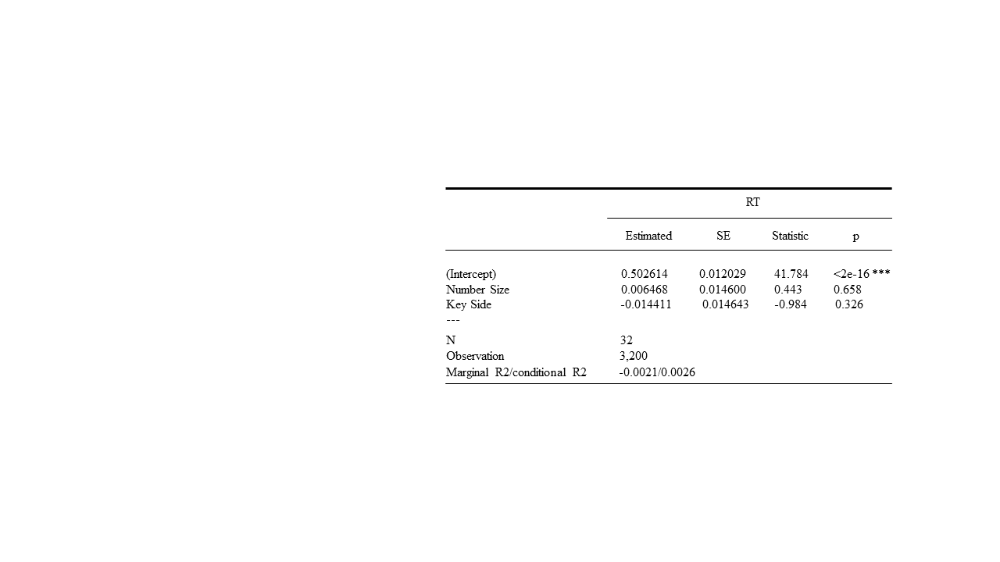 RT
Estimated SE Statistic p
(Intercept) 0.502614 0.012029 41.784 <2e-16 ***
Number Size 0.006468 0.014600 0.443 0.658
Key Side -0.014411 0.014643 -0.984 0.326
---
N 32
Observation 3,200
Marginal R2/conditional R2 -0.0021/0.0026